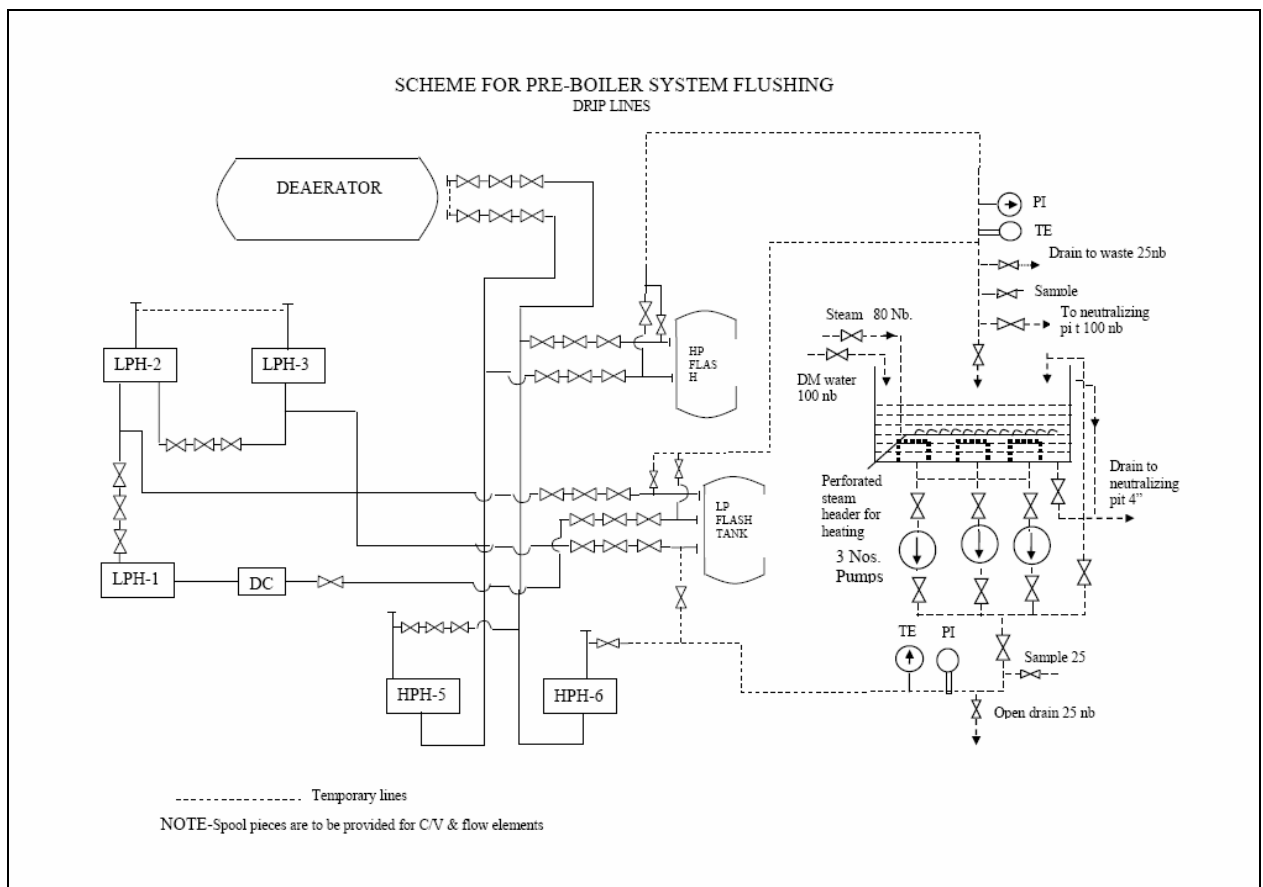 SCHEME FOR PRE-BOILER SYSTEM FLUSHING
DRIP LINES
DEAERATOR
PI
TE
Drain to waste 25nb
Sample
To neutralizing
pi t 100 nb
Steam 80 Nb.
DM water
100 nb
HP
FLAS
H
LPH-2
LPH-3
Perforated
steam
header for
heating
Drain to
neutralizing
pit 4”
LP
FLASH
TANK
3 Nos.
Pumps
LPH-1
DC
TE
PI
Sample 25
HPH-5
HPH-6
Open drain 25 nb
Temporary lines
NOTE-Spool pieces are to be provided for C/V & flow elements